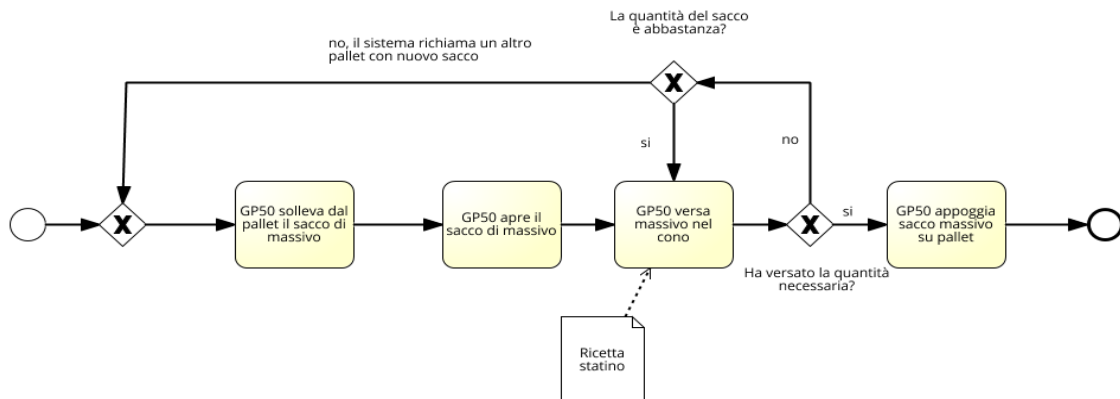 La quantità del sacco
è abbastanza?
no, il sistema richiama un altro
pallet con nuovo sacco
si
no
GP50 solleva dal
pallet il sacco di
massivo
GP50 apre il
sacco di massivo
GP50 versa
massivo nel
cono
si
GP50 appoggia
sacco massivo
su pallet
Ha versato la quantità
necessaria?
Ricetta
statino